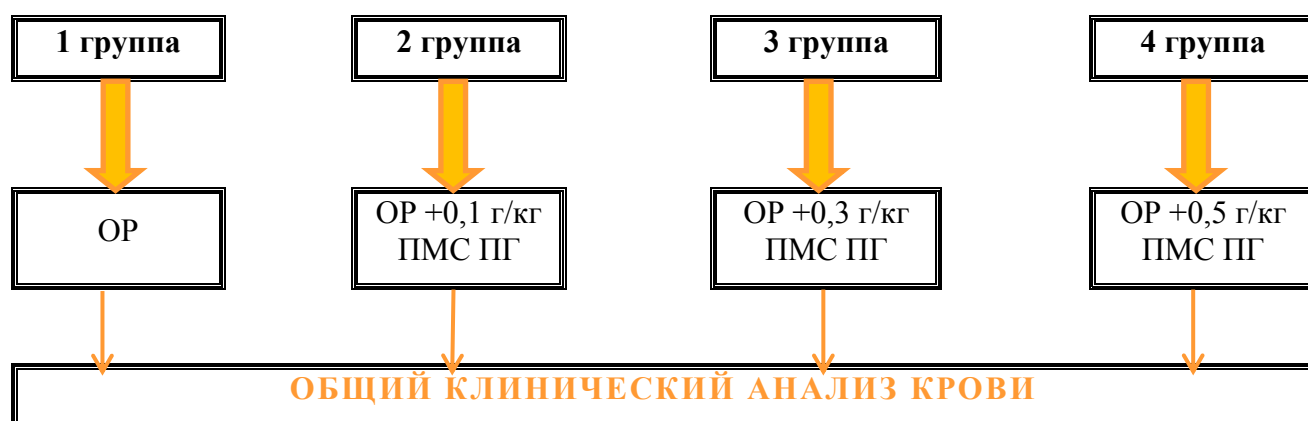 1 группа
2 группа
3 группа
4 группа
ОР
ОР +0,1 г/кг
ПМС ПГ
ОР +0,3 г/кг
ПМС ПГ
ОР +0,5 г/кг
ПМС ПГ
ОБЩИЙ КЛИНИЧЕСКИЙ АНАЛИЗ КРОВИ